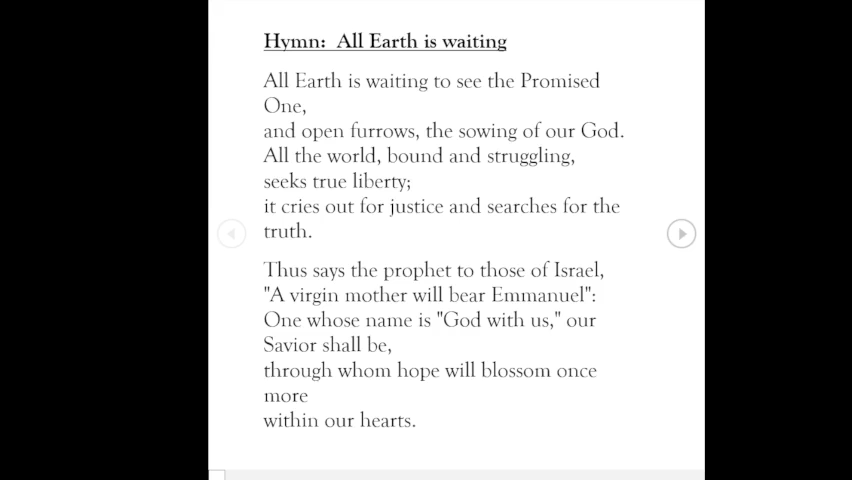 Hymn: All Earth is waiting
All Earth is waiting to see the Promised
One,
and open furrows, the sowing of our God.
All the world, bound and struggling,
seeks true liberty;
it cries out for justice and searches for the
truth.
Thus says the prophet to those of Israel,
"A virgin mother will bear Emmanuel":
One whose name is "God with us," our
Savior shall be,
through whom hope will blossom once
more
within our hearts.